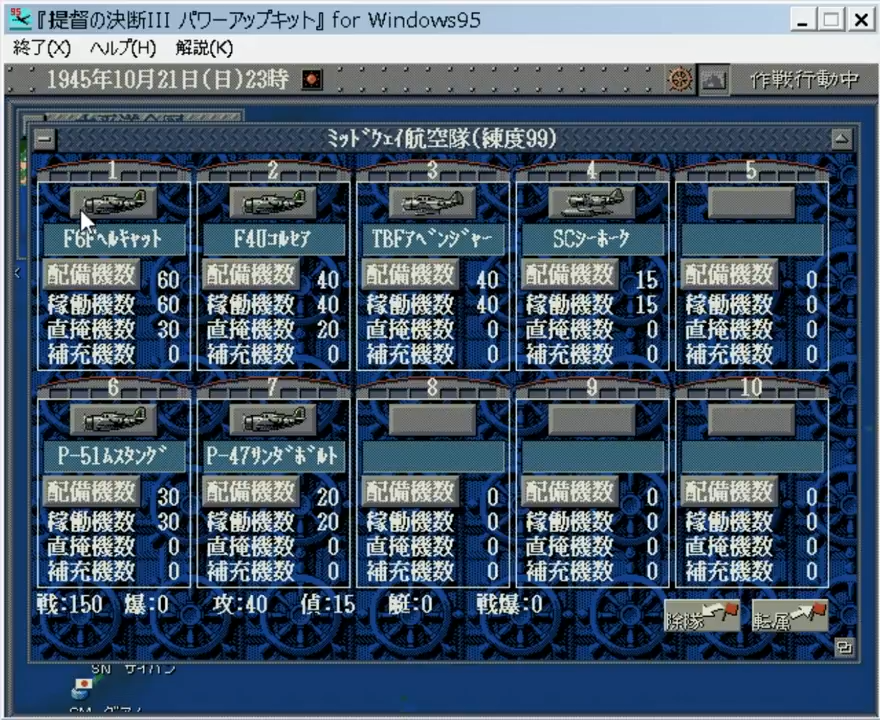 『提督の決断III パワーアップキット』 for Windows95
終了(X) ヘルプ(H) 解説(K)
1945年10月21日(日)23時 作戦行動中
ミッドウェイ航空隊(練度99)
1 2 3 4 5
F6Fヘルキャット F4Uコルセア TBFアベンジャー SCシーホーク
配備機数 60 配備機数 40 配備機数 40 配備機数 15 配備機数 0
稼働機数 60 稼働機数 40 稼働機数 40 稼働機数 15 稼働機数 0
直掩機数 30 直掩機数 20 直掩機数 0 直掩機数 0 直掩機数 0
補充機数 0 補充機数 0 補充機数 0 補充機数 0 補充機数 0
6 7 8 9 10
P-51ムスタング P-47サンダーボルト
配備機数 30 配備機数 20 配備機数 0 配備機数 0 配備機数 0
稼働機数 30 稼働機数 20 稼働機数 0 稼働機数 0 稼働機数 0
直掩機数 0 直掩機数 0 直掩機数 0 直掩機数 0 直掩機数 0
補充機数 0 補充機数 0 補充機数 0 補充機数 0 補充機数 0
戦:150 爆:0 攻:40 偵:15 艇:0 戦爆:0
除隊 転属
SN サイパン